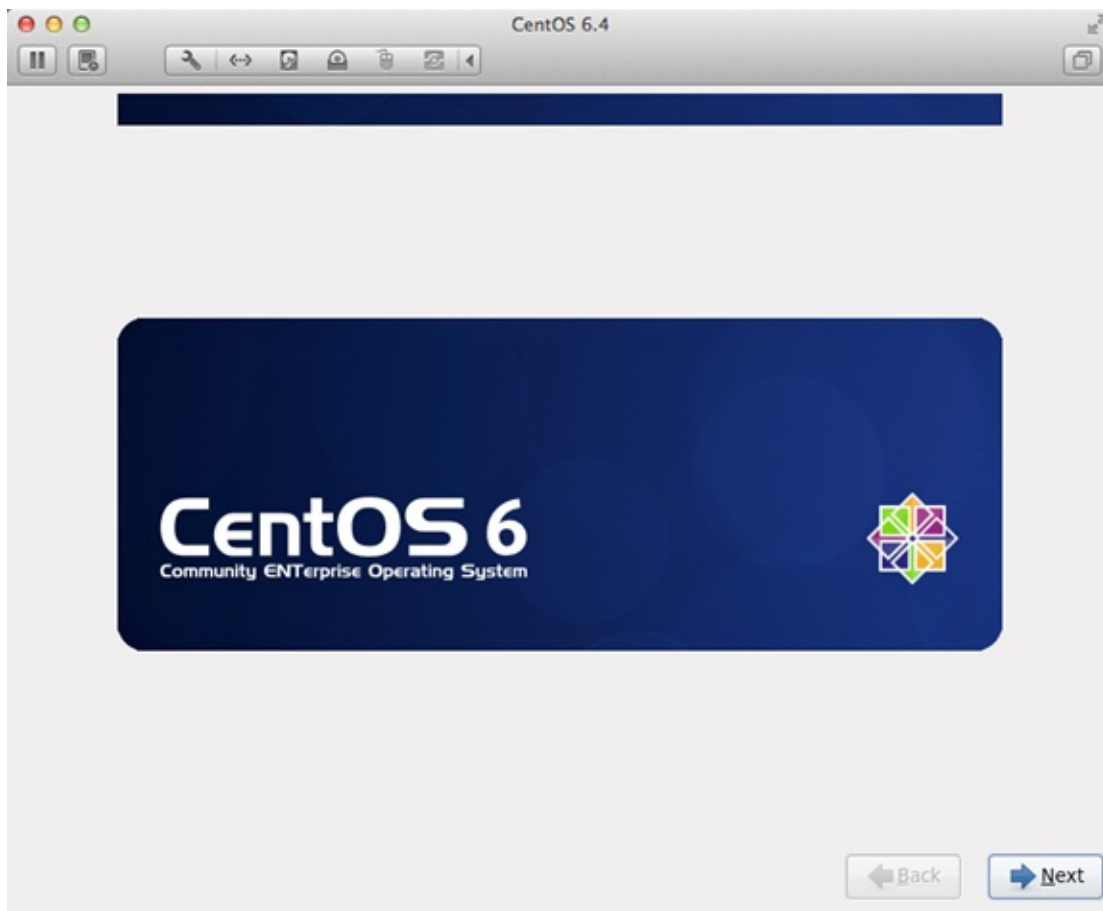 CentOS 6.4
CentOS 6
Community ENTerprise Operating System
Back
Next